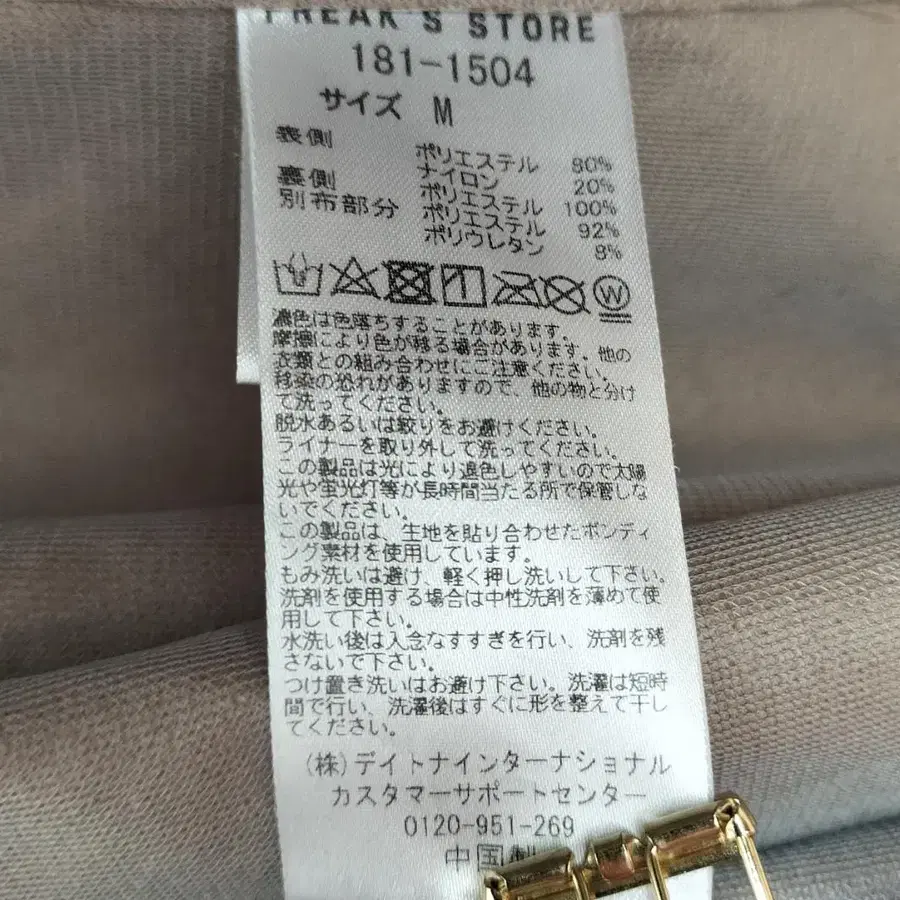 FREAK'S STORE
181-1504
サイズ M
表側 ポリエステル 80%
ナイロン 20%
裏側 ポリエステル 100%
別布部分 ポリエステル 92%
ポリウレタン 8%
W
濃色は色落ちすることがあります。
摩擦により色が移る場合があります。他の
衣類との組み合わせにご注意ください。
移染の恐れがありますので、他の物と分け
て洗ってください。
脱水あるいは絞りをお避けください。
ライナーを取り外して洗ってください。
この製品は光により退色しやすいので太陽
光や蛍光灯等が長時間当たる所で保管しな
いでください。
この製品は、生地を貼り合わせたボンディ
ング素材を使用しています。
もみ洗いは避け、軽く押し洗いして下さい。
洗剤を使用する場合は中性洗剤を薄めて使
用して下さい。
水洗い後は入念なすすぎを行い、洗剤を残
さないで下さい。
つけ置き洗いはお避け下さい。洗濯は短時
間で行い、洗濯後はすぐに形を整えて干し
てください。
(株)デイトナインターナショナル
カスタマーサポートセンター
0120-951-269
中国製